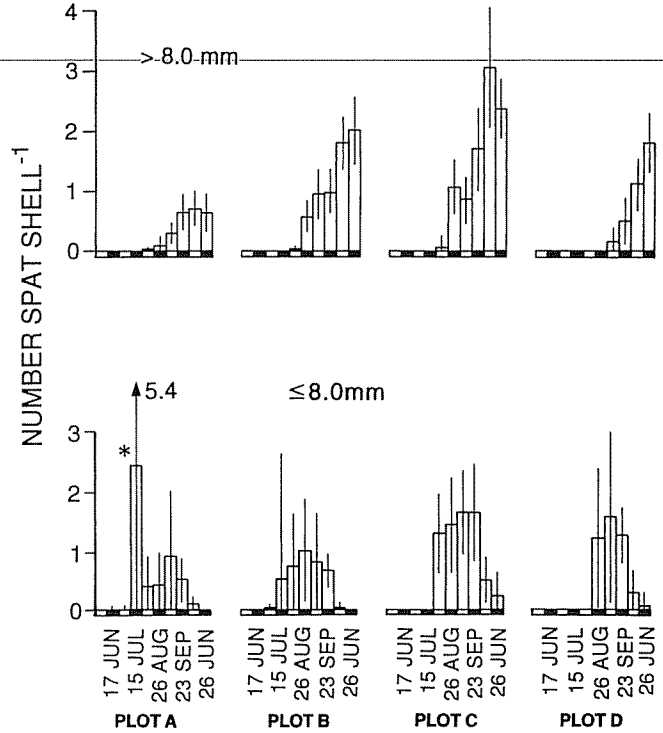 NUMBER SPAT SHELL-1
4
> 8.0 mm
3
2
1
0
5.4
≤8.0mm
3
*
2
1
0
17 JUN 15 JUL 26 AUG 23 SEP 26 JUN
17 JUN 15 JUL 26 AUG 23 SEP 26 JUN
17 JUN 15 JUL 26 AUG 23 SEP 26 JUN
17 JUN 15 JUL 26 AUG 23 SEP 26 JUN
PLOT A PLOT B PLOT C PLOT D